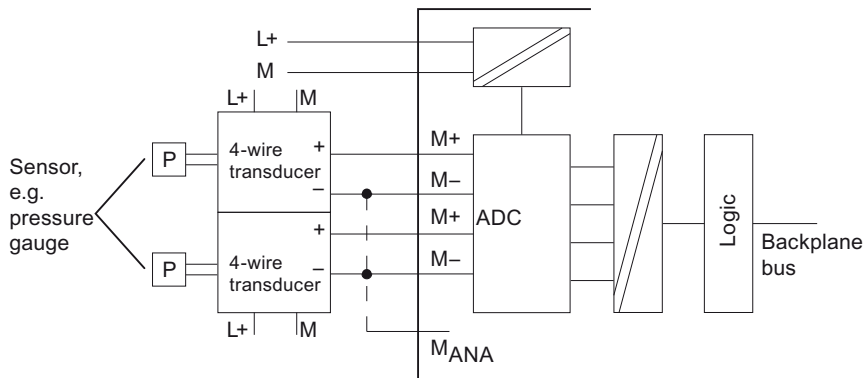 L+
M
L+ M
P
4-wire
transducer
+
–
M+
M–
Sensor,
e.g.
pressure
gauge
P
4-wire
transducer
+
–
M+
M–
ADC
Logic
Backplane
bus
L+ M
MANA